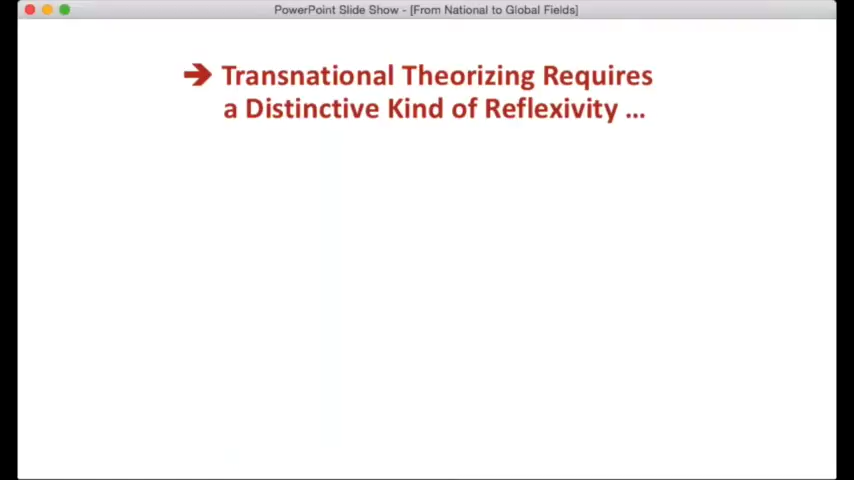 PowerPoint Slide Show - [From National to Global Fields]
➔ Transnational Theorizing Requires
a Distinctive Kind of Reflexivity ...